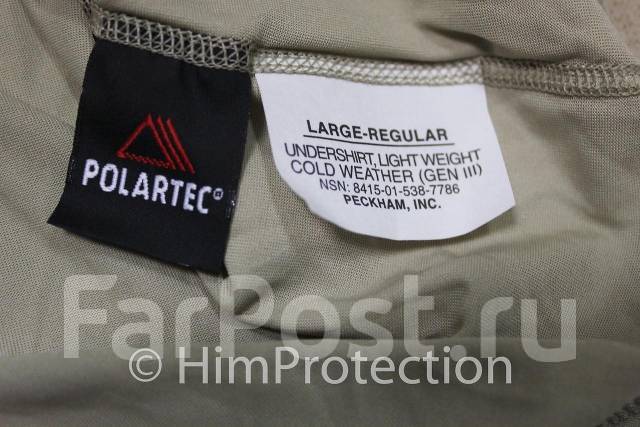 POLARTEC®
LARGE-REGULAR
UNDERSHIRT, LIGHT WEIGHT
COLD WEATHER (GEN III)
NSN: 8415-01-538-7786
PECKHAM, INC.
FarPost.ru
© HimProtection